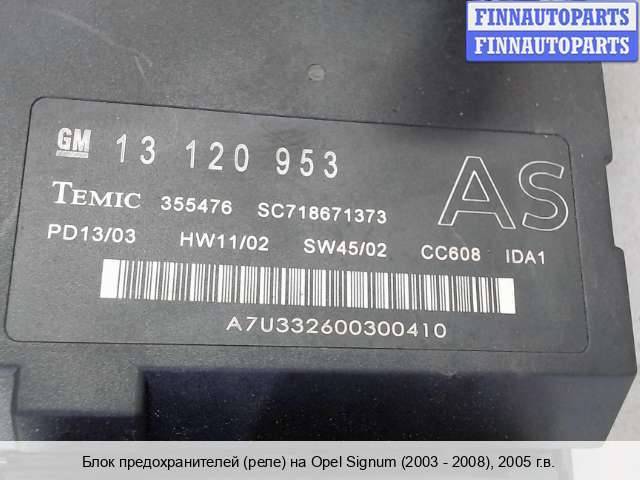 FINNAUTOPARTS
FINNAUTOPARTS
GM 13 120 953
TEMIC 355476 SC718671373 AS
PD13/03 HW11/02 SW45/02 CC608 IDA1
A7U332600300410
Блок предохранителей (реле) на Opel Signum (2003 - 2008), 2005 г.в.